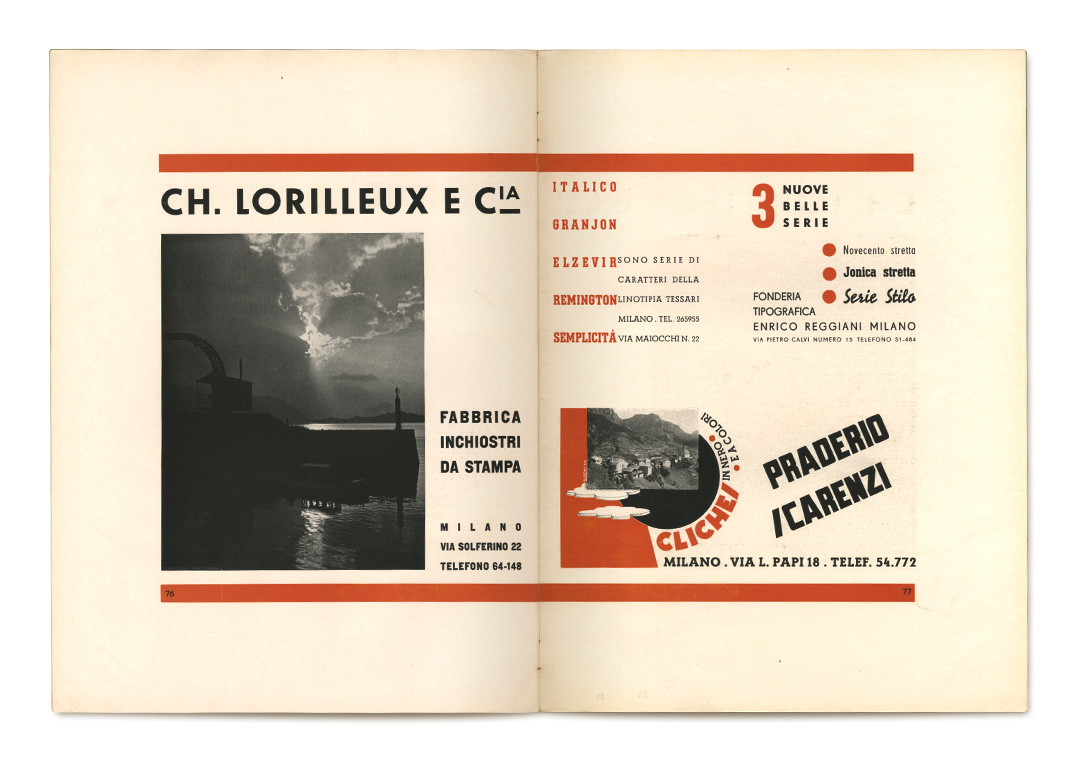 CH. LORILLEUX E CIA
FABBRICA
INCHIOSTRI
DA STAMPA
MILANO
VIA SOLFERINO 22
TELEFONO 64-148
76
ITALICO
GRANJON
ELZEVIR
REMINGTON
SEMPLICITÀ
SONO SERIE DI
CARATTERI DELLA
LINOTIPIA TESSARI
MILANO . TEL. 265955
VIA MAIOCCHI N. 22
3 NUOVE
BELLE
SERIE
Novecento stretta
Jonica stretta
Serie Stilo
FONDERIA
TIPOGRAFICA
ENRICO REGGIANI MILANO
VIA PIETRO CALVI NUMERO 15 TELEFONO 51-484
CLICHES
IN NERO • E A COLORI •
PRADERIO
/CARENZI
MILANO . VIA L. PAPI 18 . TELEF. 54.772
77